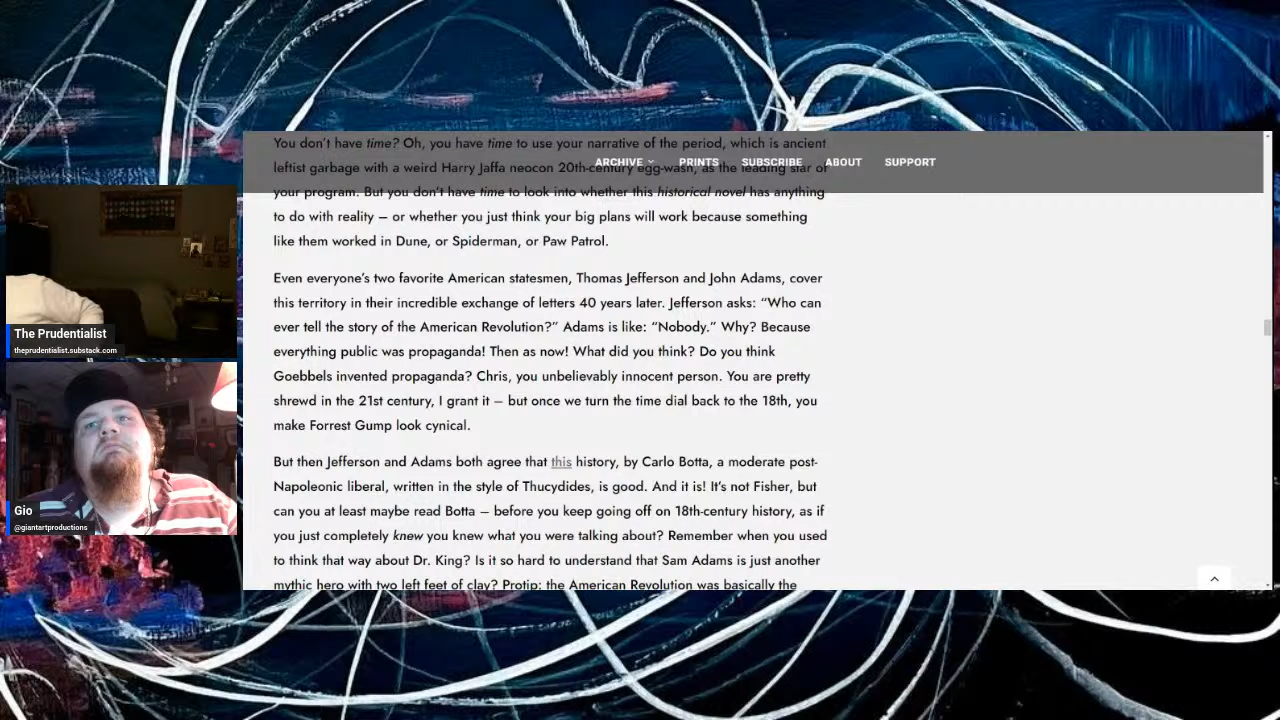 You don't have time? Oh, you have time to use your narrative of the period, which is ancient
ARCHIVE PRINTS SUBSCRIBE ABOUT SUPPORT
leftist garbage with a weird Harry Jaffa neocon 20th-century egg-wash, as the leading star of
your program. But you don't have time to look into whether this historical novel has anything
to do with reality – or whether you just think your big plans will work because something
like them worked in Dune, or Spiderman, or Paw Patrol.
Even everyone's two favorite American statesmen, Thomas Jefferson and John Adams, cover
this territory in their incredible exchange of letters 40 years later. Jefferson asks: “Who can
ever tell the story of the American Revolution?” Adams is like: “Nobody.” Why? Because
everything public was propaganda! Then as now! What did you think? Do you think
Goebbels invented propaganda? Chris, you unbelievably innocent person. You are pretty
shrewd in the 21st century, I grant it – but once we turn the time dial back to the 18th, you
make Forrest Gump look cynical.
But then Jefferson and Adams both agree that this history, by Carlo Botta, a moderate post-
Napoleonic liberal, written in the style of Thucydides, is good. And it is! It's not Fisher, but
can you at least maybe read Botta – before you keep going off on 18th-century history, as if
you just completely knew you knew what you were talking about? Remember when you used
to think that way about Dr. King? Is it so hard to understand that Sam Adams is just another
mythic hero with two left feet of clay? Protip: the American Revolution was basically the
The Prudentialist
theprudentialist.substack.com
Gio
@giantartproductions